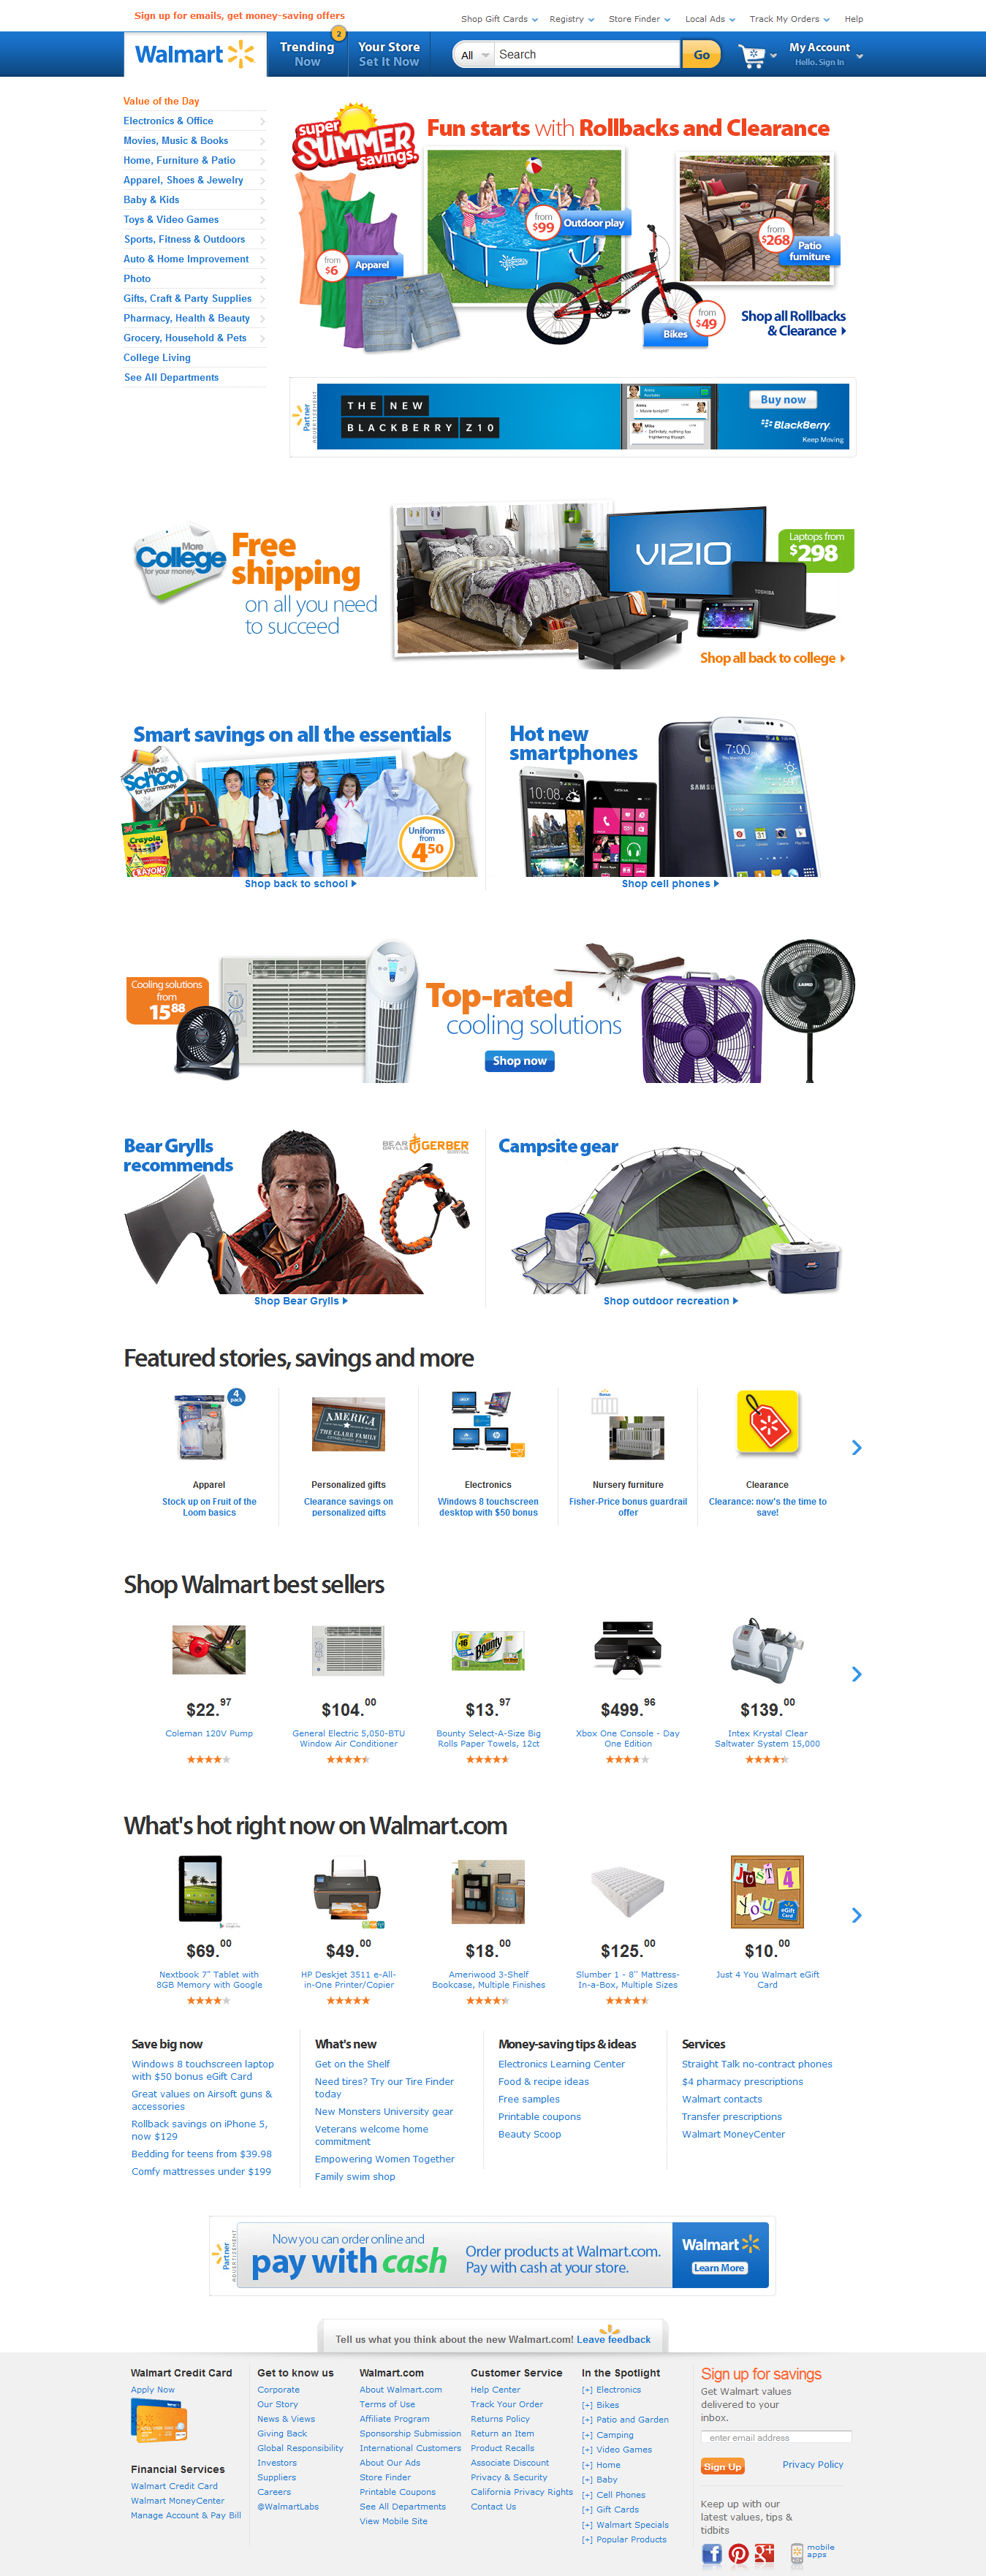 Sign up for emails, get money-saving offers
Shop Gift Cards Registry Store Finder Local Ads Track My Orders Help
Walmart
Trending Now
2
Your Store Set It Now
All Search Go
My Account
Hello. Sign In
Value of the Day
Electronics & Office
Movies, Music & Books
Home, Furniture & Patio
Apparel, Shoes & Jewelry
Baby & Kids
Toys & Video Games
Sports, Fitness & Outdoors
Auto & Home Improvement
Photo
Gifts, Craft & Party Supplies
Pharmacy, Health & Beauty
Grocery, Household & Pets
College Living
See All Departments
super
SUMMER
savings.
Fun starts with Rollbacks and Clearance
from $6 Apparel
from $99 Outdoor play
from $268 Patio furniture
from $49 Bikes
Shop all Rollbacks
& Clearance
Partner
ADVERTISEMENT
THE NEW
BLACKBERRY Z10
Buy now
BlackBerry
Keep Moving
More
College
for your money.
Free
shipping
on all you need
to succeed
VIZIO
TOSHIBA
Laptops from
$298
Shop all back to college
Smart savings on all the essentials
More
School
for your money.
Crayola
CRAYONS
Uniforms
from
4 50
Shop back to school
Hot new
smartphones
10:08
NOKIA
SAMSUNG
7:00
Shop cell phones
Cooling solutions
from
15 88
Top-rated
cooling solutions
Shop now
LASKO
Bear Grylls
recommends
BEAR GRYLLS GERBER
Shop Bear Grylls
Campsite gear
Shop outdoor recreation
Featured stories, savings and more
4 pack
AMERICA
THE CLARK FAMILY
Apparel
Stock up on Fruit of the
Loom basics
Personalized gifts
Clearance savings on
personalized gifts
Electronics
Windows 8 touchscreen
desktop with $50 bonus
Nursery furniture
Fisher-Price bonus guardrail
offer
Clearance
Clearance: now's the time to
save!
Shop Walmart best sellers
Bounty
$22.97
Coleman 120V Pump
$104.00
General Electric 5,050-BTU
Window Air Conditioner
$13.97
Bounty Select-A-Size Big
Rolls Paper Towels, 12ct
$499.96
Xbox One Console - Day
One Edition
$139.00
Intex Krystal Clear
Saltwater System 15,000
What's hot right now on Walmart.com
Just 4 You
eGift Card
$69.00
Nextbook 7" Tablet with
8GB Memory with Google
$49.00
HP Deskjet 3511 e-All-
in-One Printer/Copier
$18.00
Ameriwood 3-Shelf
Bookcase, Multiple Finishes
$125.00
Slumber 1 - 8" Mattress-
In-a-Box, Multiple Sizes
$10.00
Just 4 You Walmart eGift
Card
Save big now
Windows 8 touchscreen laptop
with $50 bonus eGift Card
Great values on Airsoft guns &
accessories
Rollback savings on iPhone 5,
now $129
Bedding for teens from $39.98
Comfy mattresses under $199
What's new
Get on the Shelf
Need tires? Try our Tire Finder
today
New Monsters University gear
Veterans welcome home
commitment
Empowering Women Together
Family swim shop
Money-saving tips & ideas
Electronics Learning Center
Food & recipe ideas
Free samples
Printable coupons
Beauty Scoop
Services
Straight Talk no-contract phones
$4 pharmacy prescriptions
Walmart contacts
Transfer prescriptions
Walmart MoneyCenter
Partner
ADVERTISEMENT
Now you can order online and
pay with cash
Order products at Walmart.com.
Pay with cash at your store.
Walmart
Learn More
Tell us what you think about the new Walmart.com! Leave feedback
Walmart Credit Card
Apply Now
Financial Services
Walmart Credit Card
Walmart MoneyCenter
Manage Account & Pay Bill
Get to know us
Corporate
Our Story
News & Views
Giving Back
Global Responsibility
Investors
Suppliers
Careers
@WalmartLabs
Walmart.com
About Walmart.com
Terms of Use
Affiliate Program
Sponsorship Submission
International Customers
About Our Ads
Store Finder
Printable Coupons
See All Departments
View Mobile Site
Customer Service
Help Center
Track Your Order
Returns Policy
Return an Item
Product Recalls
Associate Discount
Privacy & Security
California Privacy Rights
Contact Us
In the Spotlight
[+] Electronics
[+] Bikes
[+] Patio and Garden
[+] Camping
[+] Video Games
[+] Home
[+] Baby
[+] Cell Phones
[+] Gift Cards
[+] Walmart Specials
[+] Popular Products
Sign up for savings
Get Walmart values
delivered to your
inbox.
enter email address
Sign Up Privacy Policy
Keep up with our
latest values, tips &
tidbits
mobile
apps